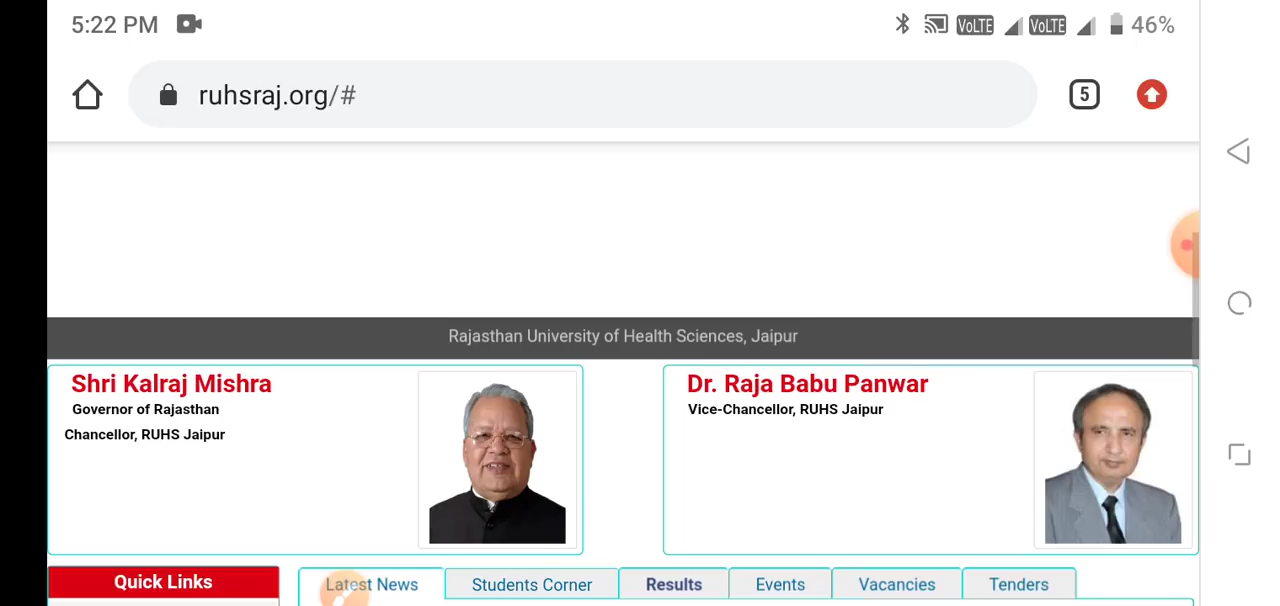 5:22 PM VoLTE VoLTE 46%
ruhsraj.org/# 5
Rajasthan University of Health Sciences, Jaipur
Shri Kalraj Mishra
Governor of Rajasthan
Chancellor, RUHS Jaipur
Dr. Raja Babu Panwar
Vice-Chancellor, RUHS Jaipur
Quick Links
Latest News Students Corner Results Events Vacancies Tenders